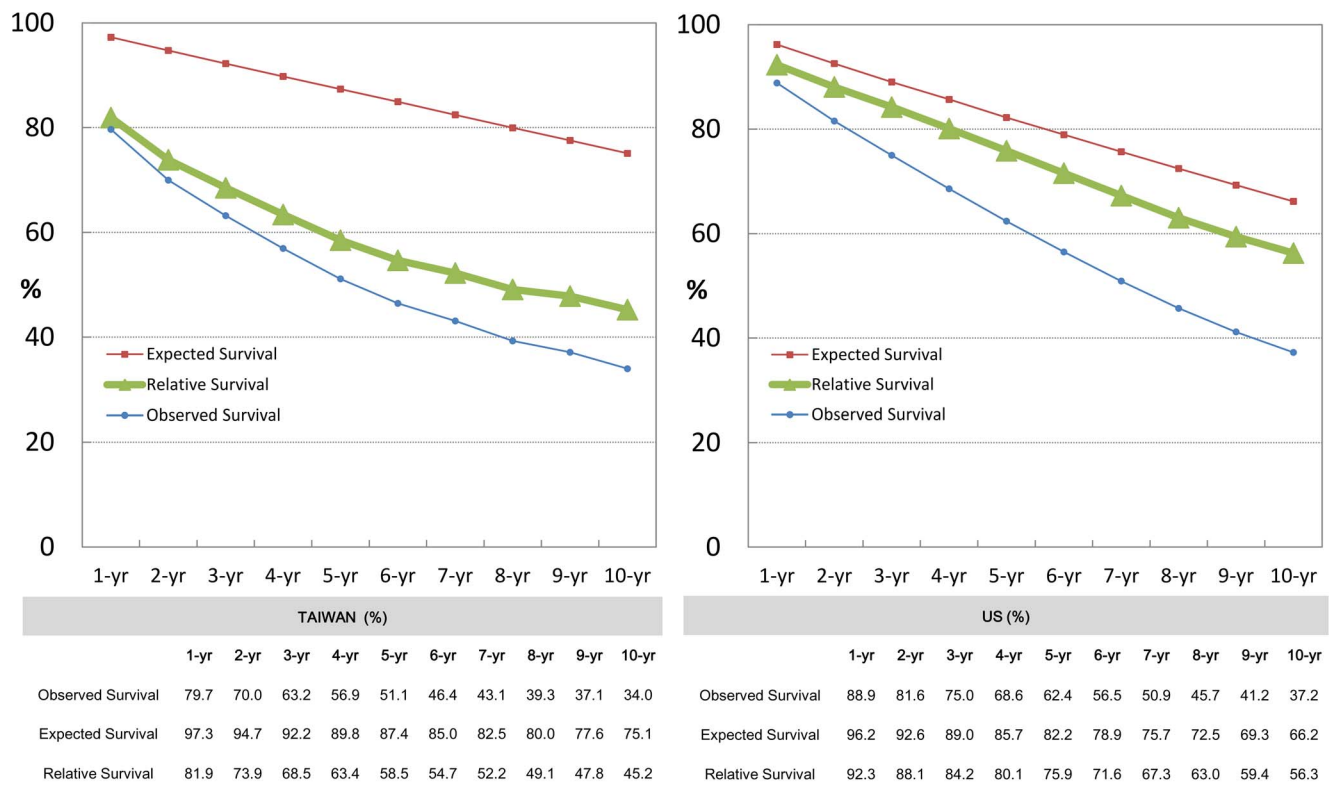 100
80
60
%
40
20
0
Expected Survival
Relative Survival
Observed Survival
1-yr 2-yr 3-yr 4-yr 5-yr 6-yr 7-yr 8-yr 9-yr 10-yr
TAIWAN (%)
1-yr 2-yr 3-yr 4-yr 5-yr 6-yr 7-yr 8-yr 9-yr 10-yr
Observed Survival 79.7 70.0 63.2 56.9 51.1 46.4 43.1 39.3 37.1 34.0
Expected Survival 97.3 94.7 92.2 89.8 87.4 85.0 82.5 80.0 77.6 75.1
Relative Survival 81.9 73.9 68.5 63.4 58.5 54.7 52.2 49.1 47.8 45.2
100
80
60
%
40
20
0
Expected Survival
Relative Survival
Observed Survival
1-yr 2-yr 3-yr 4-yr 5-yr 6-yr 7-yr 8-yr 9-yr 10-yr
US (%)
1-yr 2-yr 3-yr 4-yr 5-yr 6-yr 7-yr 8-yr 9-yr 10-yr
Observed Survival 88.9 81.6 75.0 68.6 62.4 56.5 50.9 45.7 41.2 37.2
Expected Survival 96.2 92.6 89.0 85.7 82.2 78.9 75.7 72.5 69.3 66.2
Relative Survival 92.3 88.1 84.2 80.1 75.9 71.6 67.3 63.0 59.4 56.3